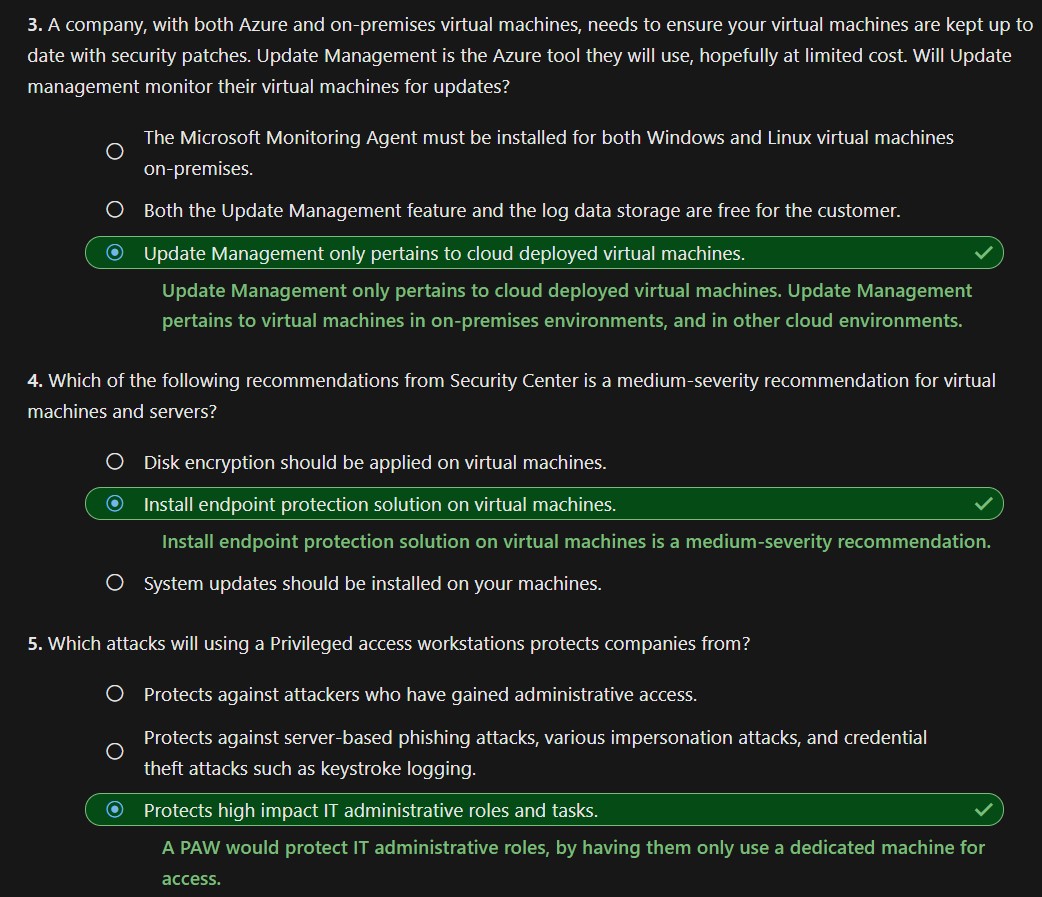 3. A company, with both Azure and on-premises virtual machines, needs to ensure your virtual machines are kept up to
date with security patches. Update Management is the Azure tool they will use, hopefully at limited cost. Will Update
management monitor their virtual machines for updates?
The Microsoft Monitoring Agent must be installed for both Windows and Linux virtual machines
on-premises.
Both the Update Management feature and the log data storage are free for the customer.
Update Management only pertains to cloud deployed virtual machines.
Update Management only pertains to cloud deployed virtual machines. Update Management
pertains to virtual machines in on-premises environments, and in other cloud environments.
4. Which of the following recommendations from Security Center is a medium-severity recommendation for virtual
machines and servers?
Disk encryption should be applied on virtual machines.
Install endpoint protection solution on virtual machines.
Install endpoint protection solution on virtual machines is a medium-severity recommendation.
System updates should be installed on your machines.
5. Which attacks will using a Privileged access workstations protects companies from?
Protects against attackers who have gained administrative access.
Protects against server-based phishing attacks, various impersonation attacks, and credential
theft attacks such as keystroke logging.
Protects high impact IT administrative roles and tasks.
A PAW would protect IT administrative roles, by having them only use a dedicated machine for
access.